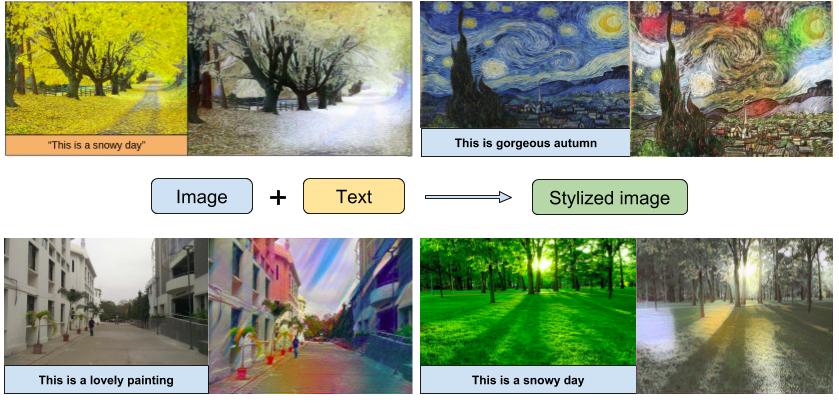 "This is a snowy day"
This is gorgeous autumn
Image + Text Stylized image
This is a lovely painting
This is a snowy day